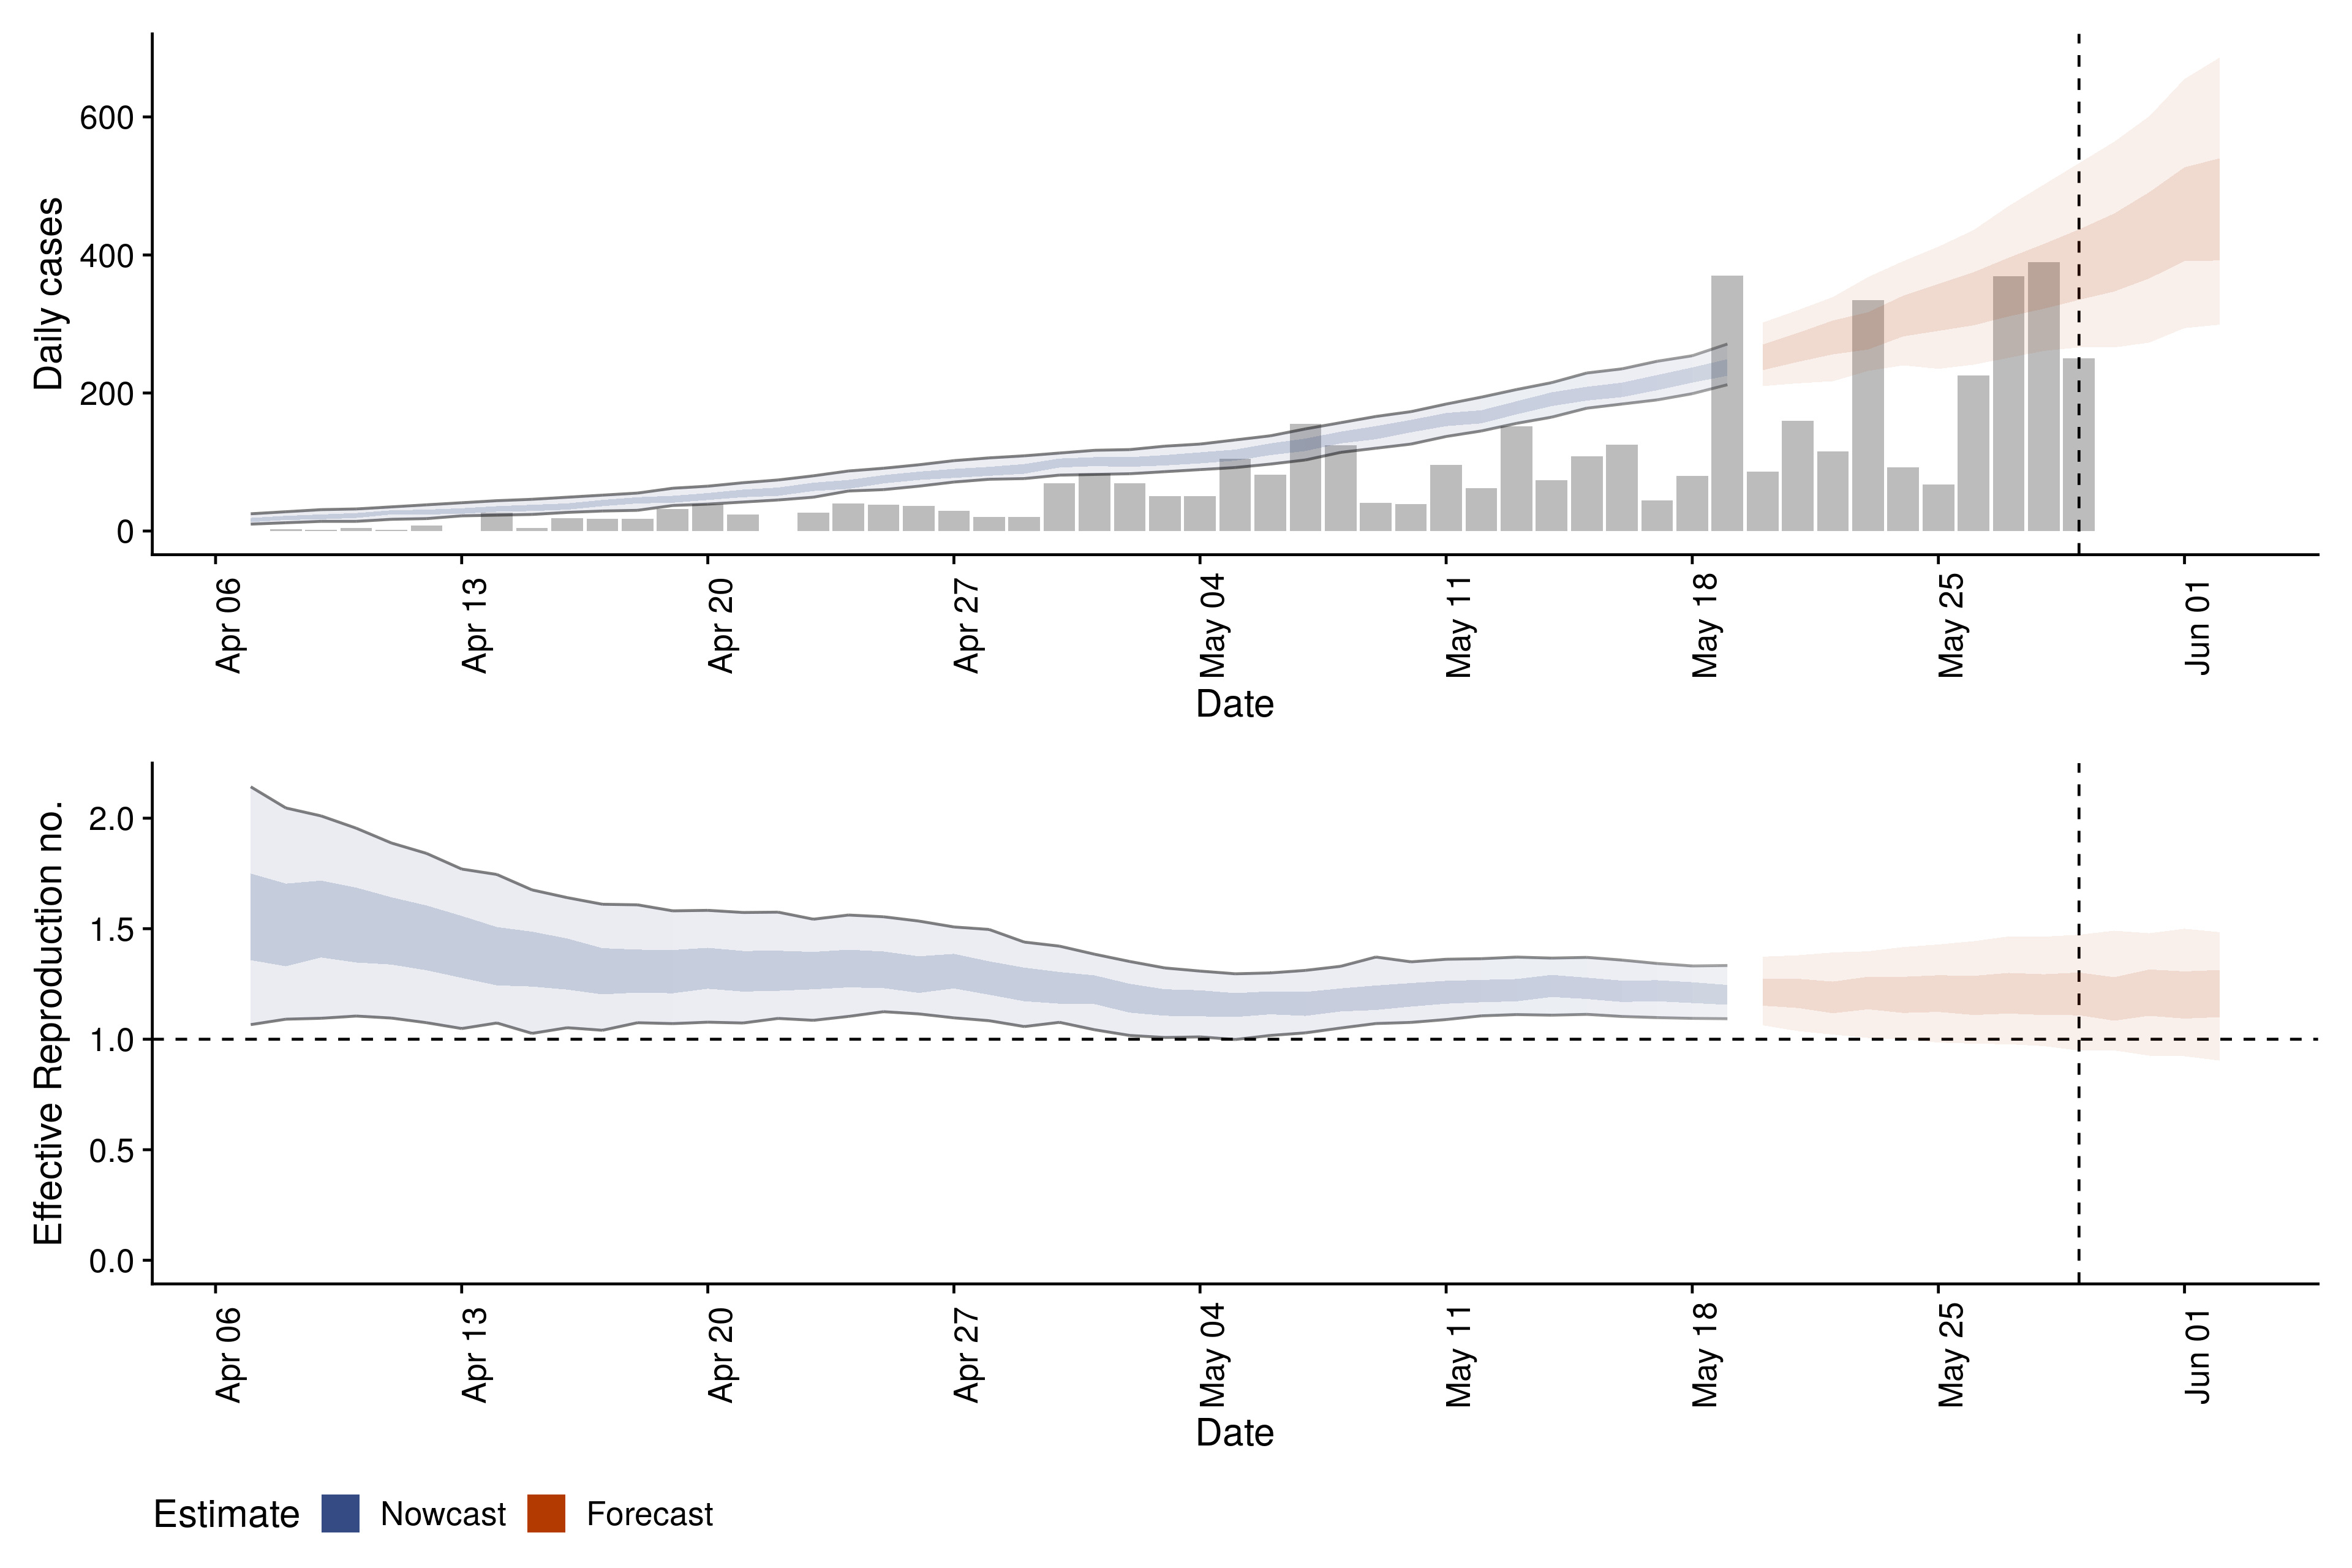 Daily cases
600
400
200
0
Apr 06
Apr 13
Apr 20
Apr 27
May 04
May 11
May 18
May 25
Jun 01
Date
Effective Reproduction no.
2.0
1.5
1.0
0.5
0.0
Apr 06
Apr 13
Apr 20
Apr 27
May 04
May 11
May 18
May 25
Jun 01
Date
Estimate Nowcast Forecast